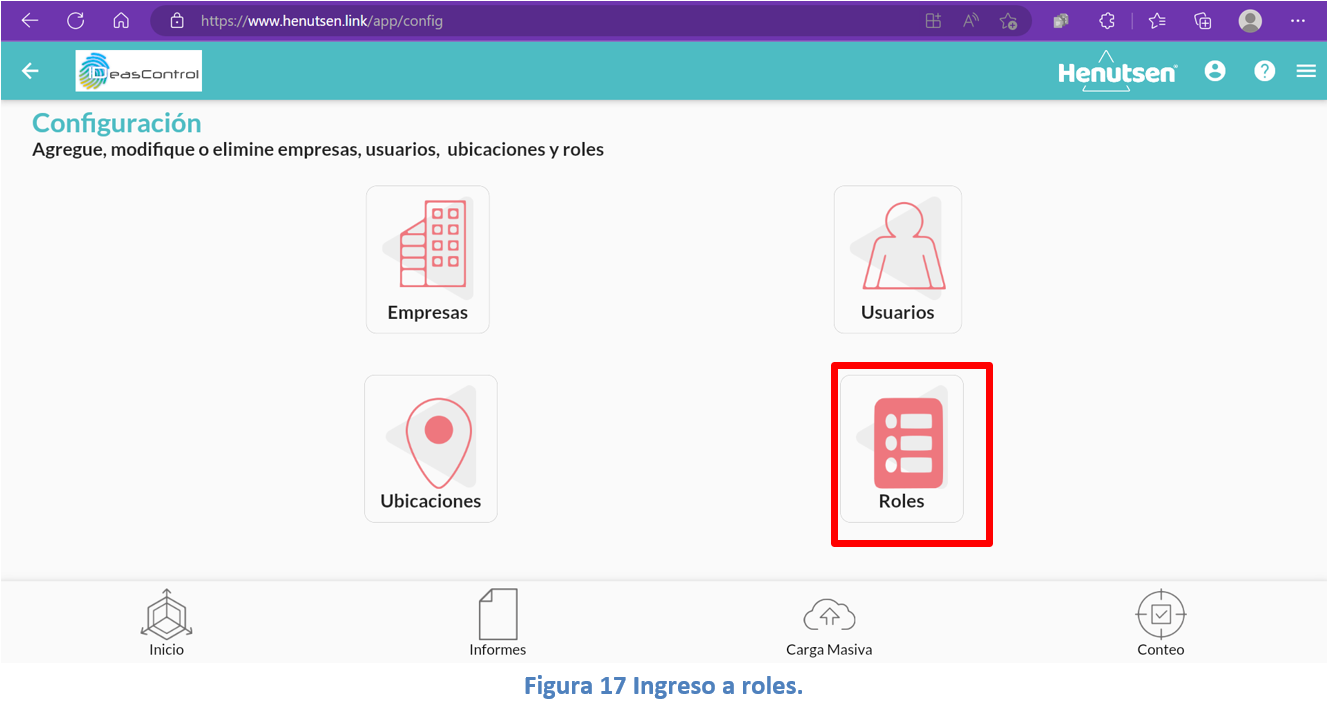 https://www.henutsen.link/app/config
IDeasControl
Henutsen
Configuración
Agregue, modifique o elimine empresas, usuarios, ubicaciones y roles
Empresas
Usuarios
Ubicaciones
Roles
Inicio
Informes
Carga Masiva
Conteo
Figura 17 Ingreso a roles.